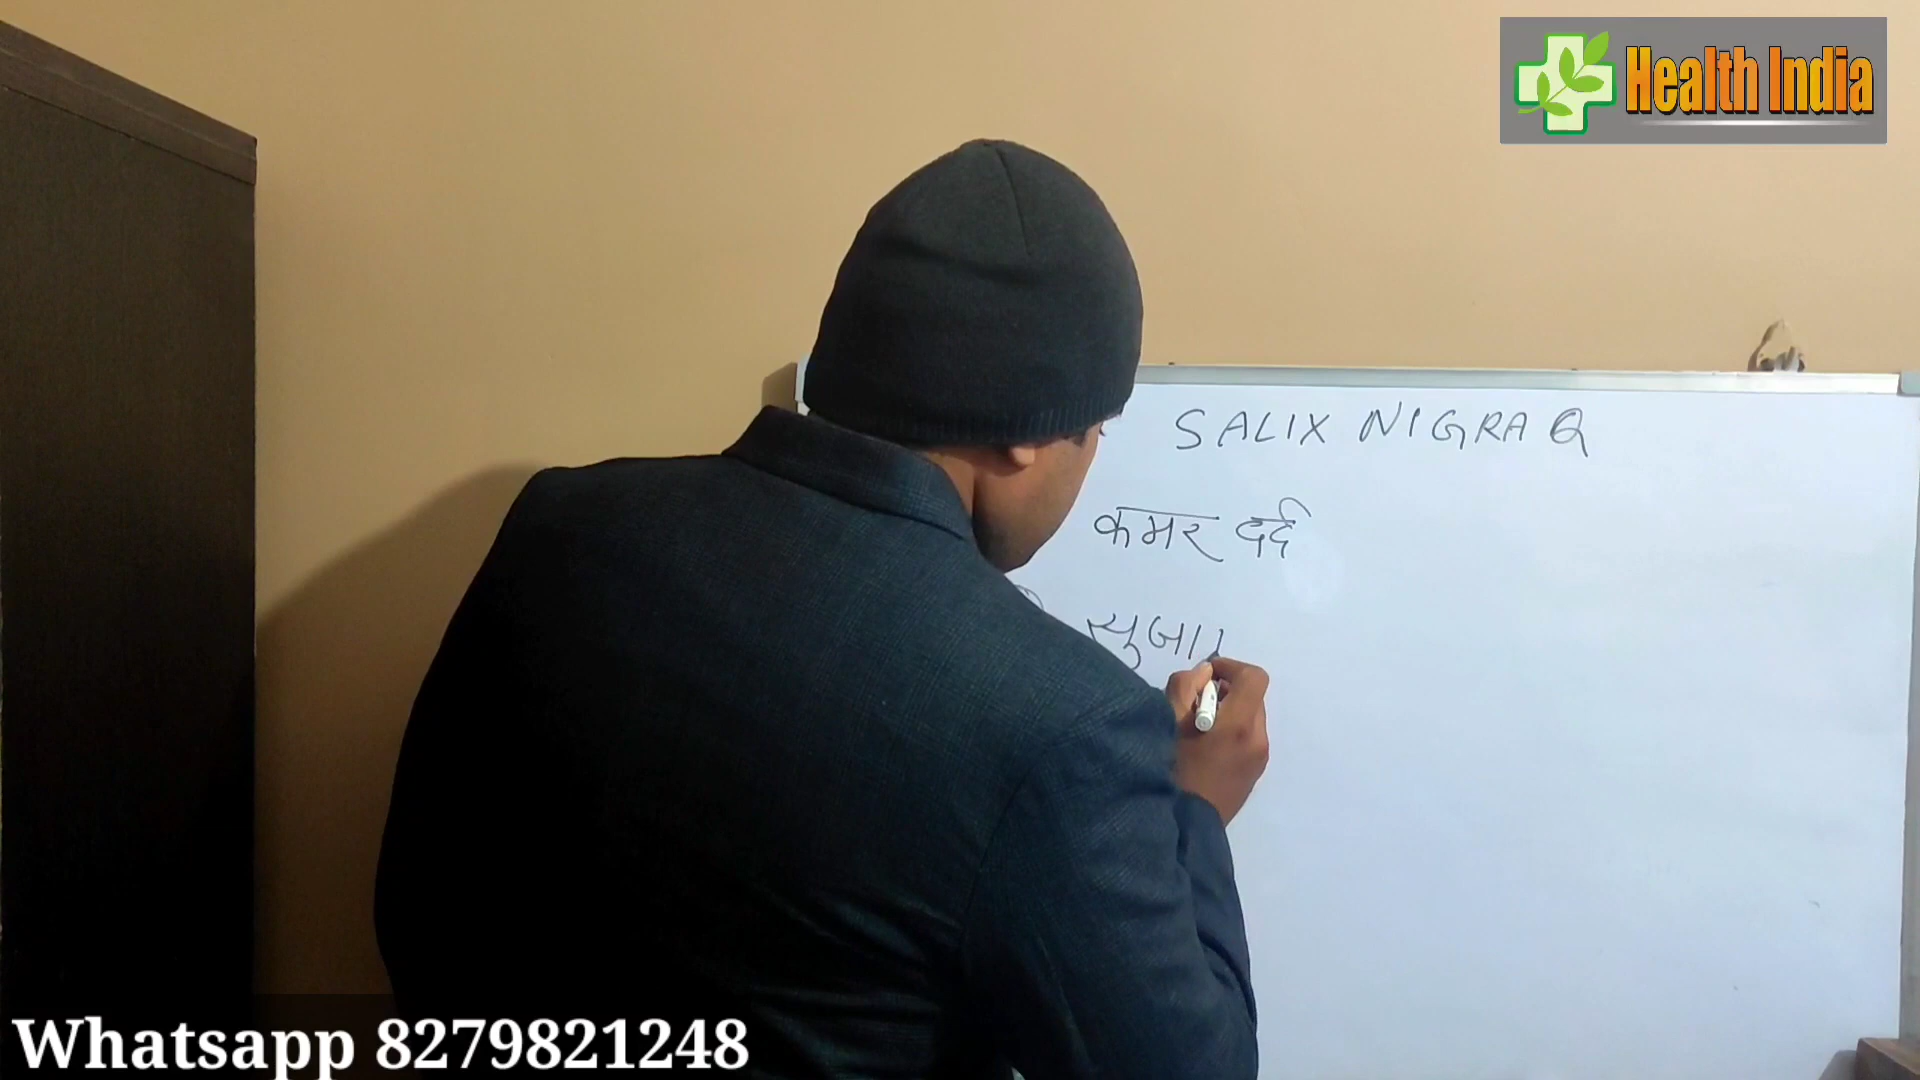 Health India
SALIX NIGRA Q
कमर दर्द
सुजा
Whatsapp 8279821248